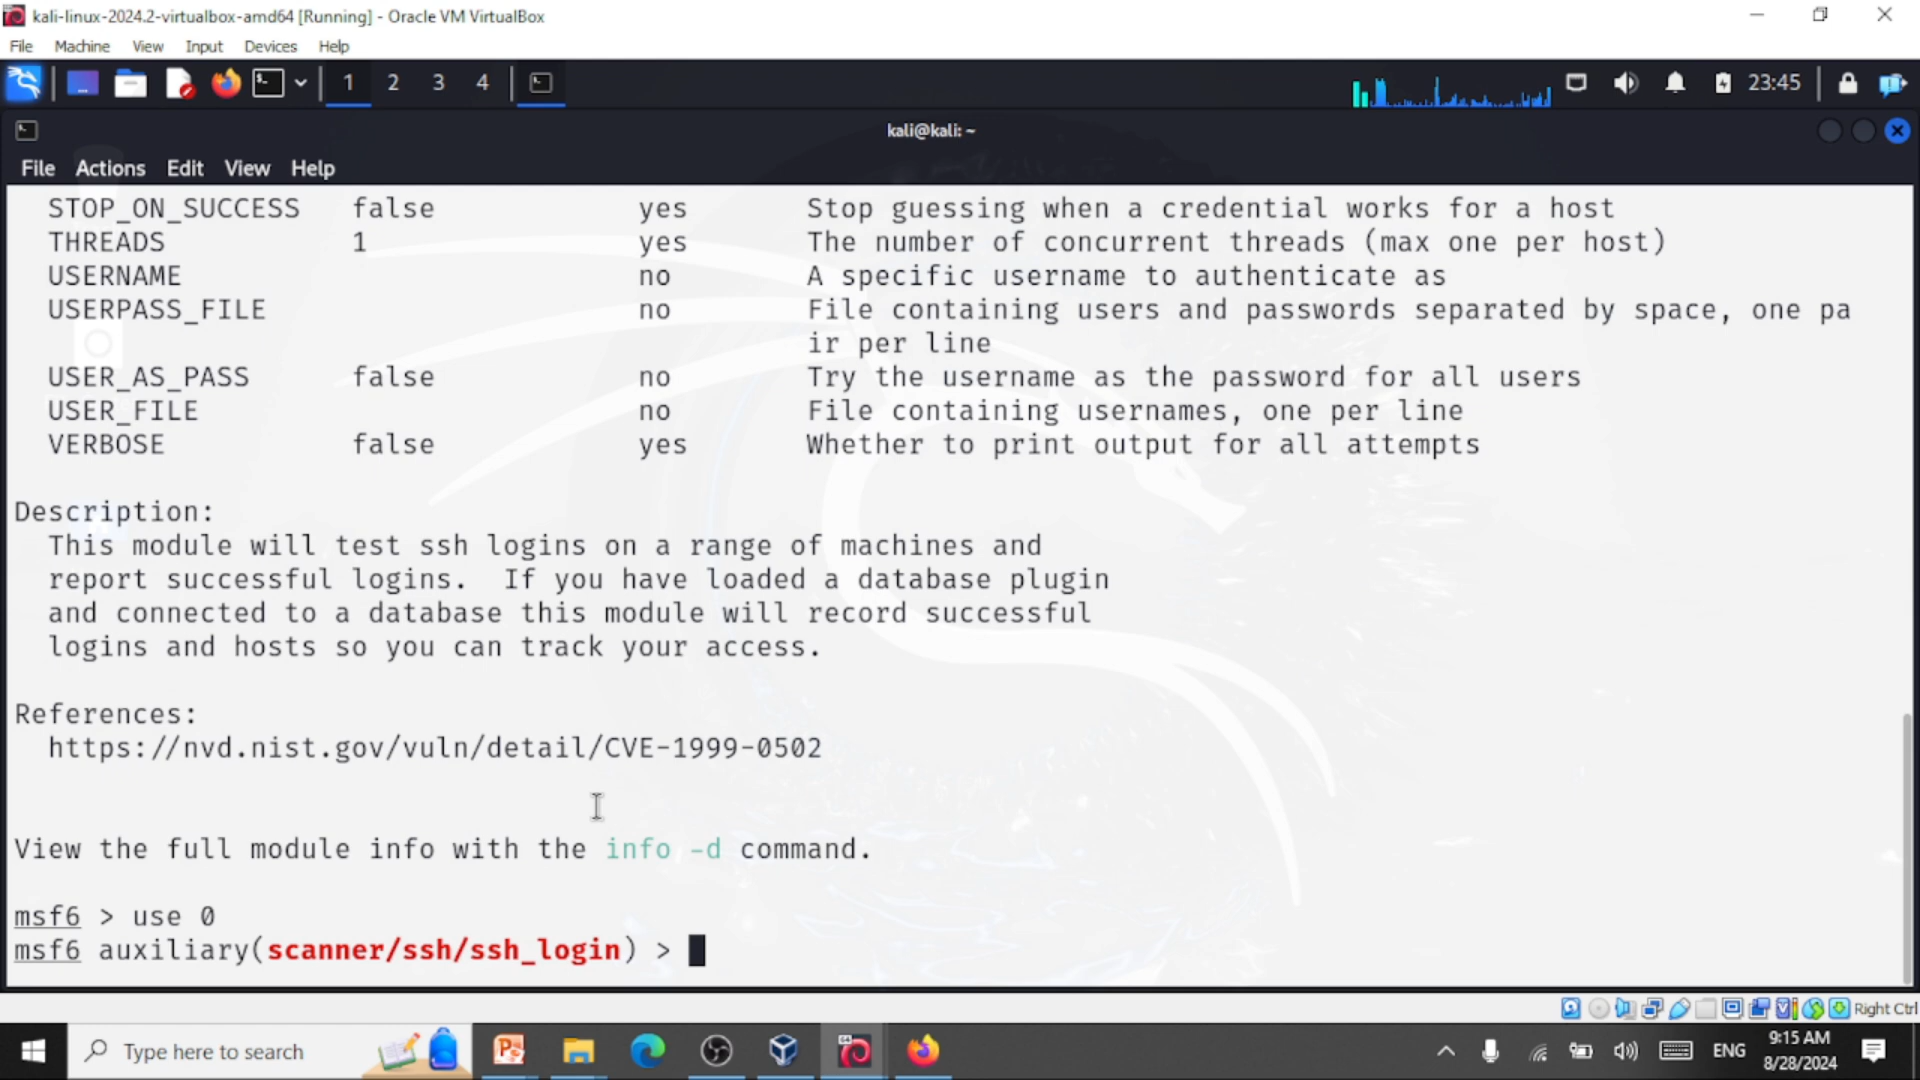 kali-linux-2024.2-virtualbox-amd64 [Running] - Oracle VM VirtualBox
File Machine View Input Devices Help
1 2 3 4 23:45
kali@kali: ~
File Actions Edit View Help
STOP_ON_SUCCESS false yes Stop guessing when a credential works for a host
THREADS 1 yes The number of concurrent threads (max one per host)
USERNAME no A specific username to authenticate as
USERPASS_FILE no File containing users and passwords separated by space, one pa
ir per line
USER_AS_PASS false no Try the username as the password for all users
USER_FILE no File containing usernames, one per line
VERBOSE false yes Whether to print output for all attempts
Description:
This module will test ssh logins on a range of machines and
report successful logins. If you have loaded a database plugin
and connected to a database this module will record successful
logins and hosts so you can track your access.
References:
https://nvd.nist.gov/vuln/detail/CVE-1999-0502
View the full module info with the info -d command.
msf6 > use 0
msf6 auxiliary(scanner/ssh/ssh_login) >
Right Ctrl
Type here to search
ENG
9:15 AM
8/28/2024